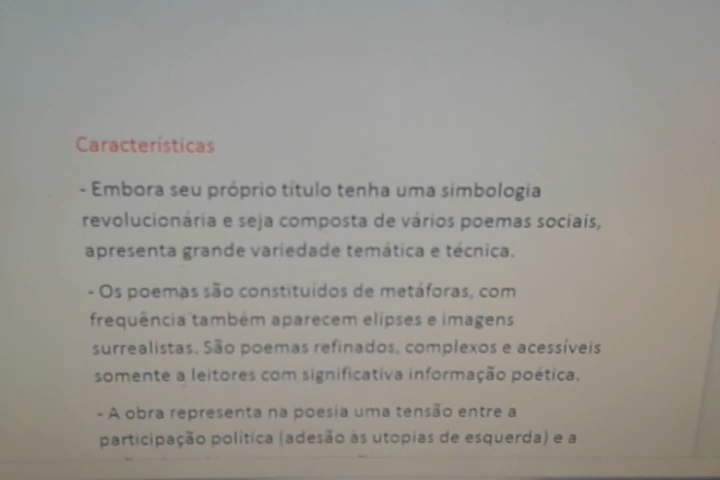 Características
- Embora seu próprio título tenha uma simbologia
revolucionária e seja composta de vários poemas sociais,
apresenta grande variedade temática e técnica.
- Os poemas são constituídos de metáforas, com
frequência também aparecem elipses e imagens
surrealistas. São poemas refinados, complexos e acessíveis
somente a leitores com significativa informação poética.
- A obra representa na poesia uma tensão entre a
participação política (adesão às utopias de esquerda) e a